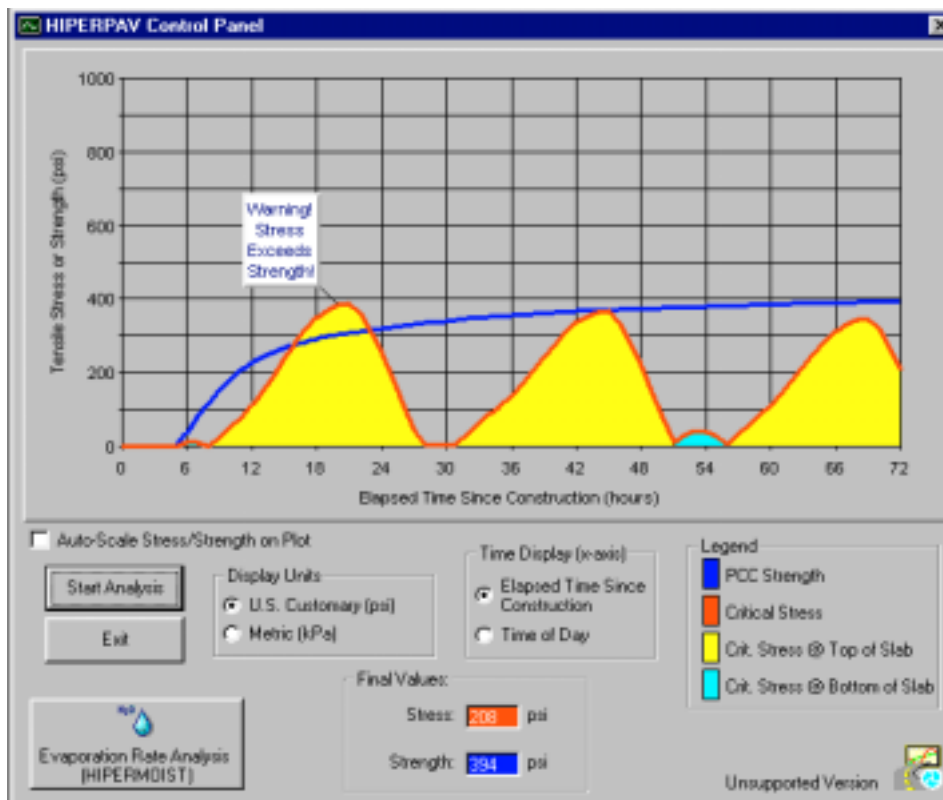 HIPERPAV Control Panel
1000
800
600
400
200
0
Tensile Stress or Strength (psi)
Warning!
Stress
Exceeds
Strength!
0 6 12 18 24 30 36 42 48 54 60 66 72
Elapsed Time Since Construction (hours)
Auto-Scale Stress/Strength on Plot
Start Analysis
Exit
Display Units
U.S. Customary (psi)
Metric (kPa)
Time Display (x-axis)
Elapsed Time Since
Construction
Time of Day
Legend
PCC Strength
Critical Stress
Crit. Stress @ Top of Slab
Crit. Stress @ Bottom of Slab
Final Values:
Stress: 208 psi
Strength: 394 psi
H2O
Evaporation Rate Analysis
(HIPERMOIST)
Unsupported Version